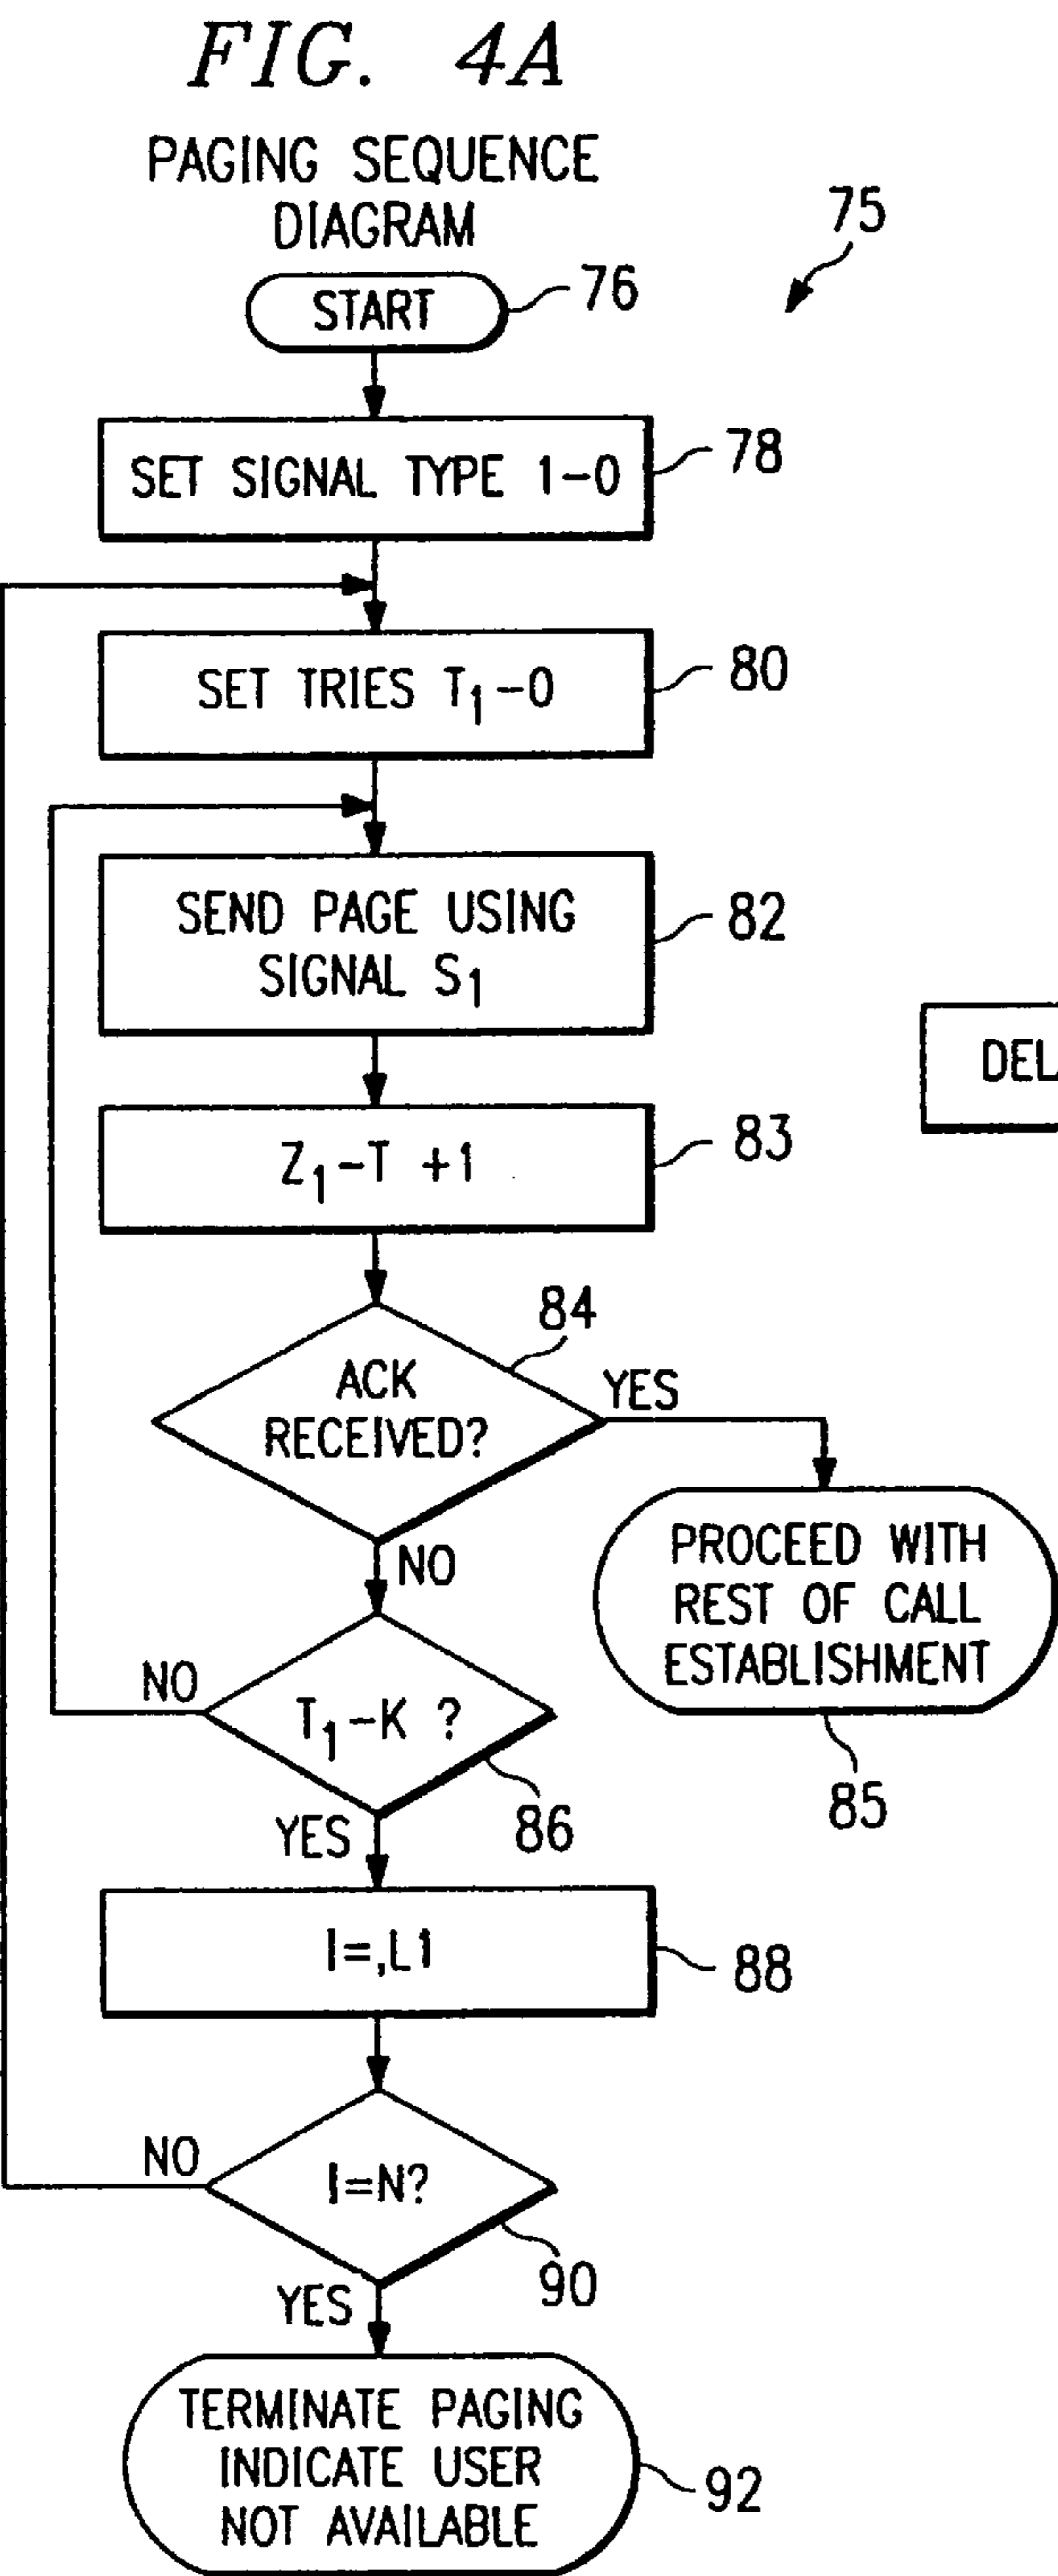 FIG. 4A
PAGING SEQUENCE
DIAGRAM
75
START
76
SET SIGNAL TYPE 1-0
78
SET TRIES T₁-0
80
SEND PAGE USING
SIGNAL S₁
82
Z₁-T +1
83
ACK
RECEIVED?
84
YES
NO
PROCEED WITH
REST OF CALL
ESTABLISHMENT
85
T₁-K ?
86
NO
YES
I=,L1
88
I=N?
90
NO
YES
TERMINATE PAGING
INDICATE USER
NOT AVAILABLE
92